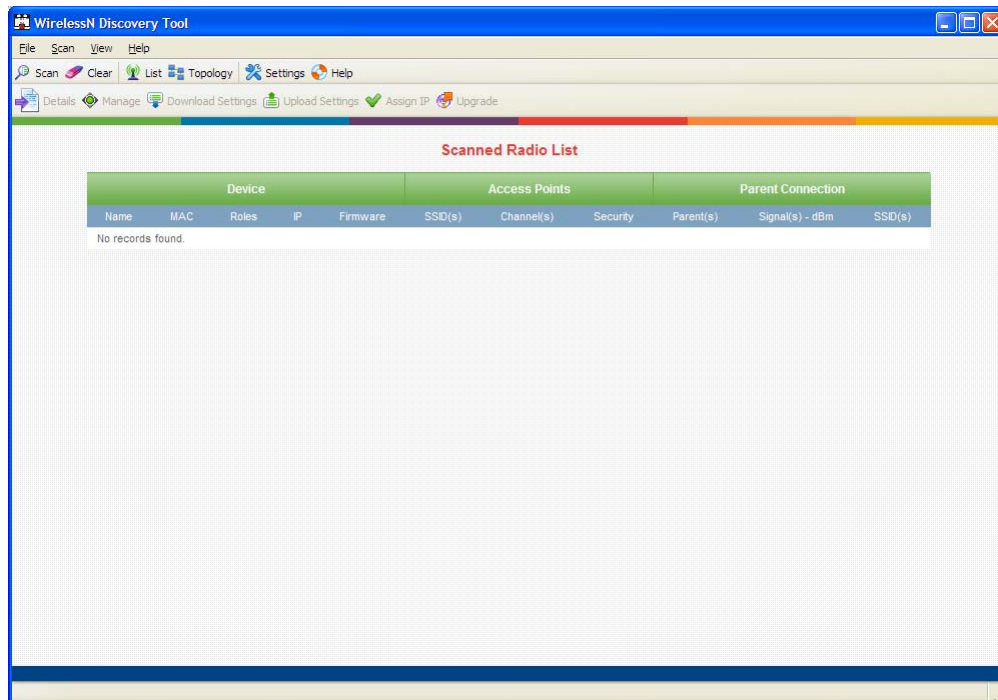 WirelessN Discovery Tool
File Scan View Help
Scan Clear List Topology Settings Help
Details Manage Download Settings Upload Settings Assign IP Upgrade
Scanned Radio List
Device Access Points Parent Connection
Name MAC Roles IP Firmware SSID(s) Channel(s) Security Parent(s) Signal(s) - dBm SSID(s)
No records found.